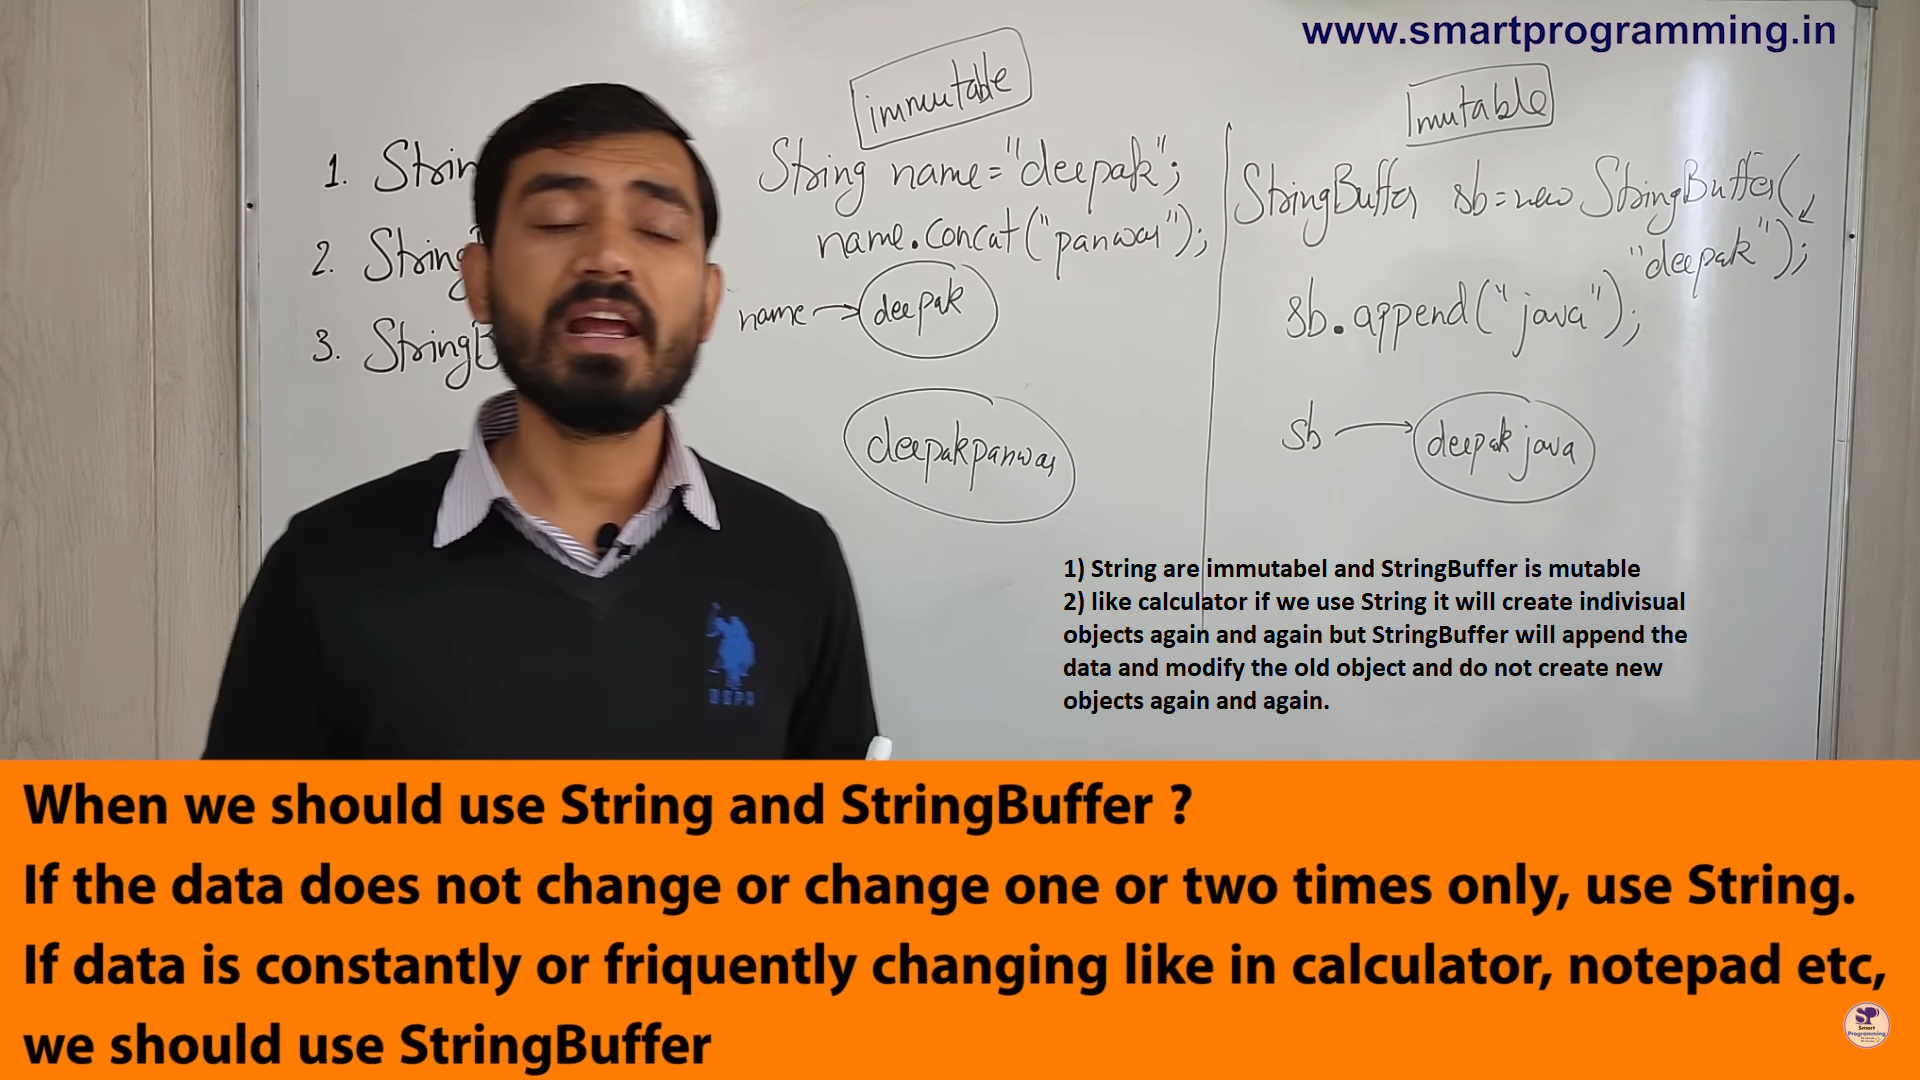 www.smartprogramming.in
immutable
mutable
1. Strin
2. String
3. StringB
String name="deepak";
name.concat("panwar");
name → deepak
deepakpanwar
StringBuffer sb=new StringBuffer(
"deepak");
sb.append("java");
sb → deepak java
1) String are immutabel and StringBuffer is mutable
2) like calculator if we use String it will create indivisual
objects again and again but StringBuffer will append the
data and modify the old object and do not create new
objects again and again.
USPA
When we should use String and StringBuffer ?
If the data does not change or change one or two times only, use String.
If data is constantly or friquently changing like in calculator, notepad etc,
we should use StringBuffer
SP
Smart
Programming